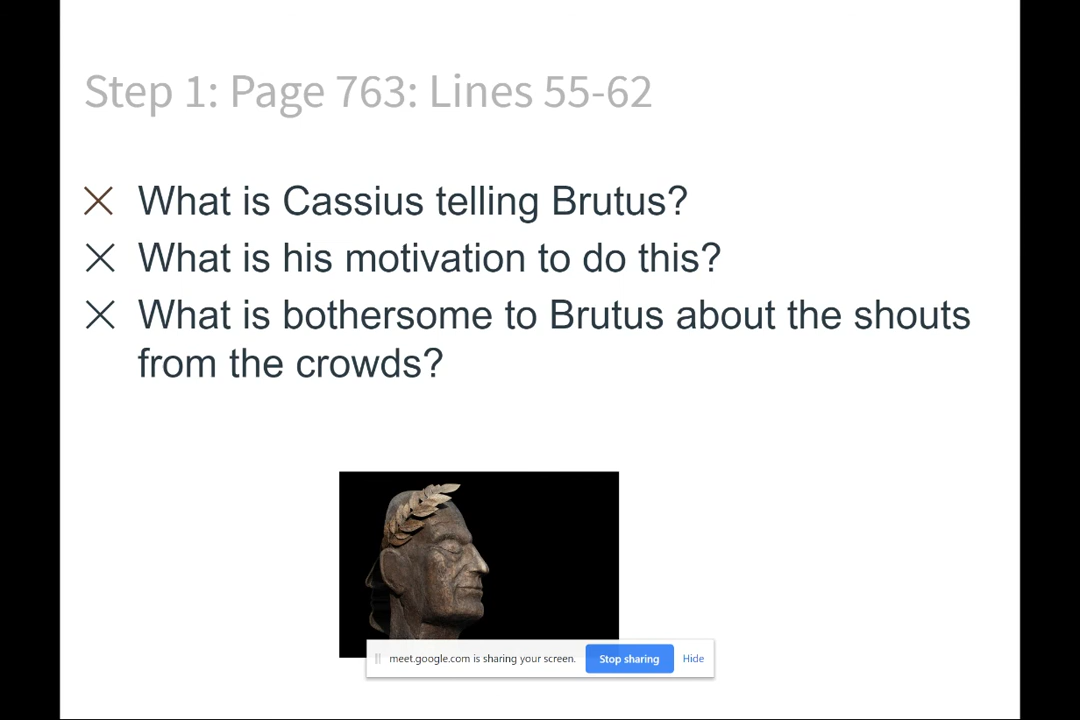 Step 1: Page 763: Lines 55-62
What is Cassius telling Brutus?
What is his motivation to do this?
What is bothersome to Brutus about the shouts
from the crowds?
meet.google.com is sharing your screen.
Stop sharing
Hide